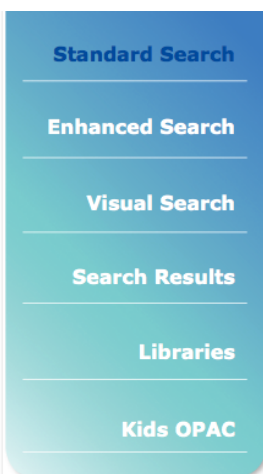 Standard Search
Enhanced Search
Visual Search
Search Results
Libraries
Kids OPAC